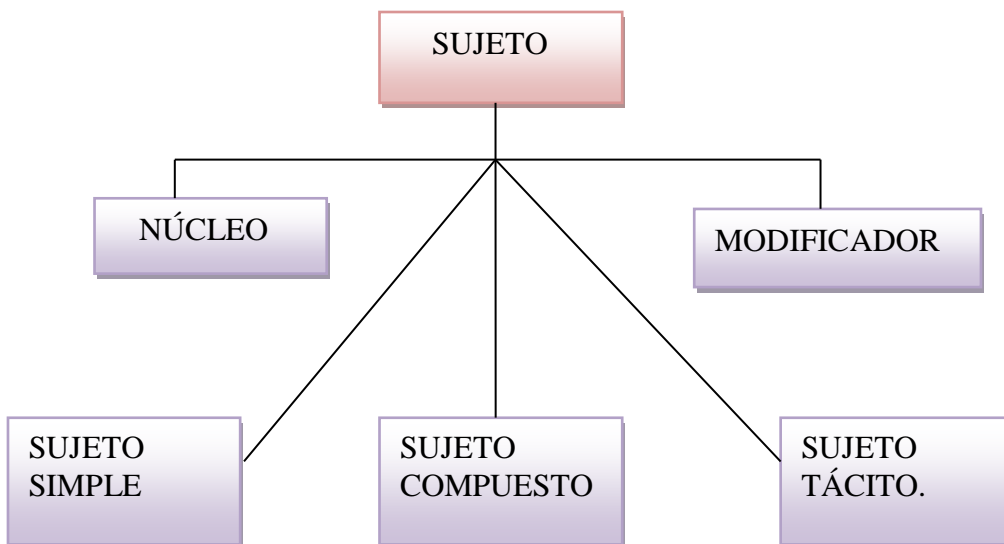 SUJETO
NÚCLEO
MODIFICADOR
SUJETO
SIMPLE
SUJETO
COMPUESTO
SUJETO
TÁCITO.